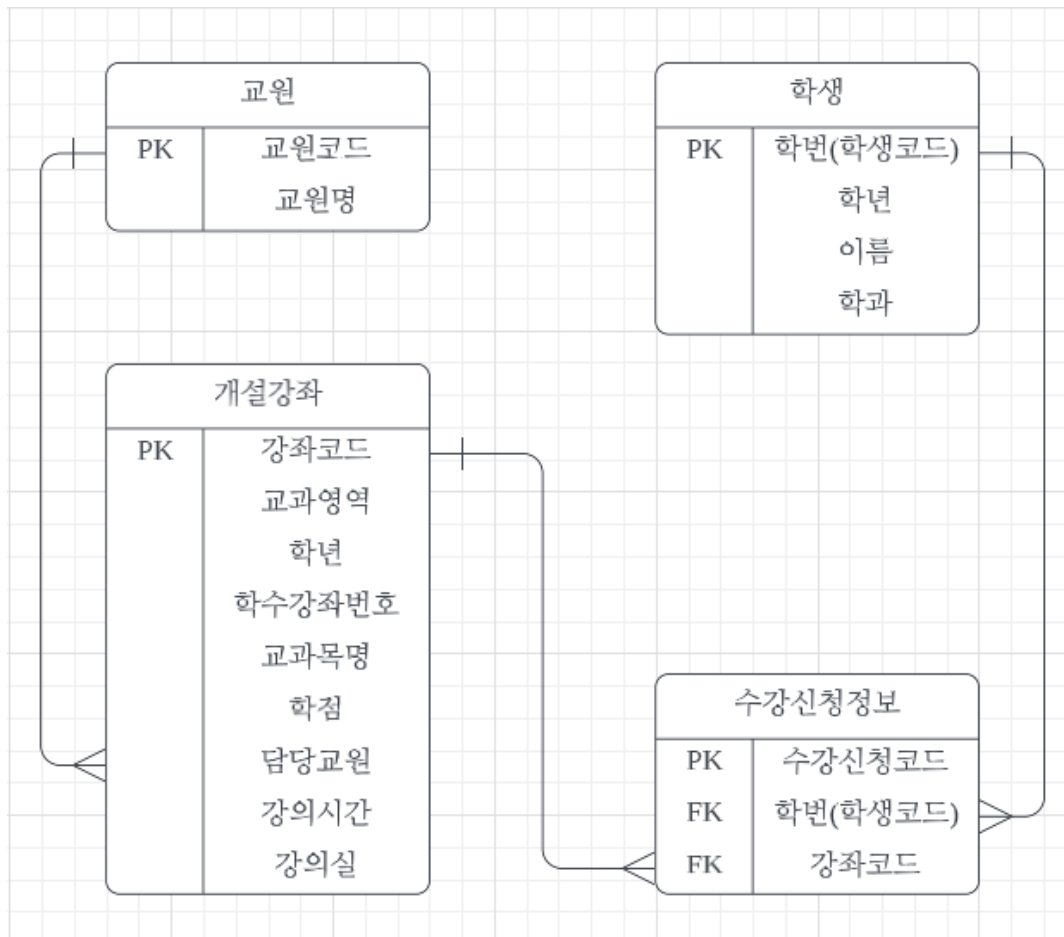 교원
PK 교원코드
교원명
학생
PK 학번(학생코드)
학년
이름
학과
개설강좌
PK 강좌코드
교과영역
학년
학수강좌번호
교과목명
학점
담당교원
강의시간
강의실
수강신청정보
PK 수강신청코드
FK 학번(학생코드)
FK 강좌코드